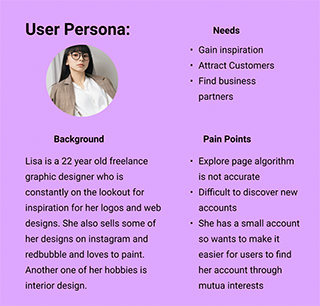 User Persona:
Needs
• Gain inspiration
• Attract Customers
• Find business
partners
Background
Lisa is a 22 year old freelance
graphic designer who is
constantly on the lookout for
inspiration for her logos and web
designs. She also sells some of
her designs on instagram and
redbubble and loves to paint.
Another one of her hobbies is
interior design.
Pain Points
• Explore page algorithm
is not accurate
• Difficult to discover new
accounts
• She has a small account
so wants to make it
easier for users to find
her account through
mutua interests